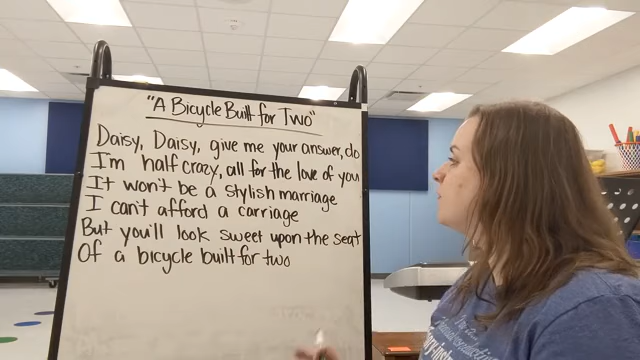 "A Bicycle Built for Two"
Daisy, Daisy, give me your answer, do
I'm half crazy, all for the love of you
It won't be a stylish marriage
I can't afford a carriage
But you'll look sweet upon the seat
Of a bicycle built for two